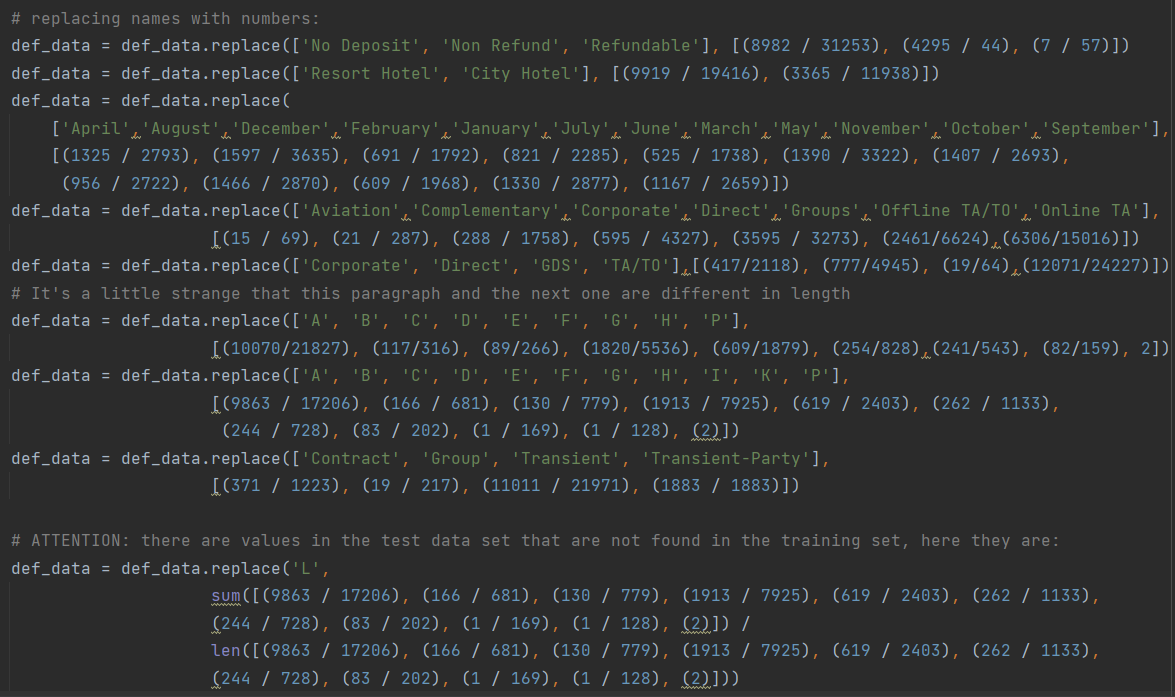 # replacing names with numbers:
def_data = def_data.replace(['No Deposit', 'Non Refund', 'Refundable'], [(8982 / 31253), (4295 / 44), (7 / 57)])
def_data = def_data.replace(['Resort Hotel', 'City Hotel'], [(9919 / 19416), (3365 / 11938)])
def_data = def_data.replace(
    ['April','August','December','February','January','July','June','March','May','November','October','September'],
    [(1325 / 2793), (1597 / 3635), (691 / 1792), (821 / 2285), (525 / 1738), (1390 / 3322), (1407 / 2693),
     (956 / 2722), (1466 / 2870), (609 / 1968), (1330 / 2877), (1167 / 2659)])
def_data = def_data.replace(['Aviation','Complementary','Corporate','Direct','Groups','Offline TA/TO','Online TA'],
                    [(15 / 69), (21 / 287), (288 / 1758), (595 / 4327), (3595 / 3273), (2461/6624),(6306/15016)])
def_data = def_data.replace(['Corporate', 'Direct', 'GDS', 'TA/TO'],[(417/2118), (777/4945), (19/64),(12071/24227)])
# It's a little strange that this paragraph and the next one are different in length
def_data = def_data.replace(['A', 'B', 'C', 'D', 'E', 'F', 'G', 'H', 'P'],
                    [(10070/21827), (117/316), (89/266), (1820/5536), (609/1879), (254/828),(241/543), (82/159), 2])
def_data = def_data.replace(['A', 'B', 'C', 'D', 'E', 'F', 'G', 'H', 'I', 'K', 'P'],
                    [(9863 / 17206), (166 / 681), (130 / 779), (1913 / 7925), (619 / 2403), (262 / 1133),
                     (244 / 728), (83 / 202), (1 / 169), (1 / 128), (2)])
def_data = def_data.replace(['Contract', 'Group', 'Transient', 'Transient-Party'],
                    [(371 / 1223), (19 / 217), (11011 / 21971), (1883 / 1883)])
# ATTENTION: there are values in the test data set that are not found in the training set, here they are:
def_data = def_data.replace('L',
                    sum([(9863 / 17206), (166 / 681), (130 / 779), (1913 / 7925), (619 / 2403), (262 / 1133),
                    (244 / 728), (83 / 202), (1 / 169), (1 / 128), (2)]) /
                    len([(9863 / 17206), (166 / 681), (130 / 779), (1913 / 7925), (619 / 2403), (262 / 1133),
                    (244 / 728), (83 / 202), (1 / 169), (1 / 128), (2)]))